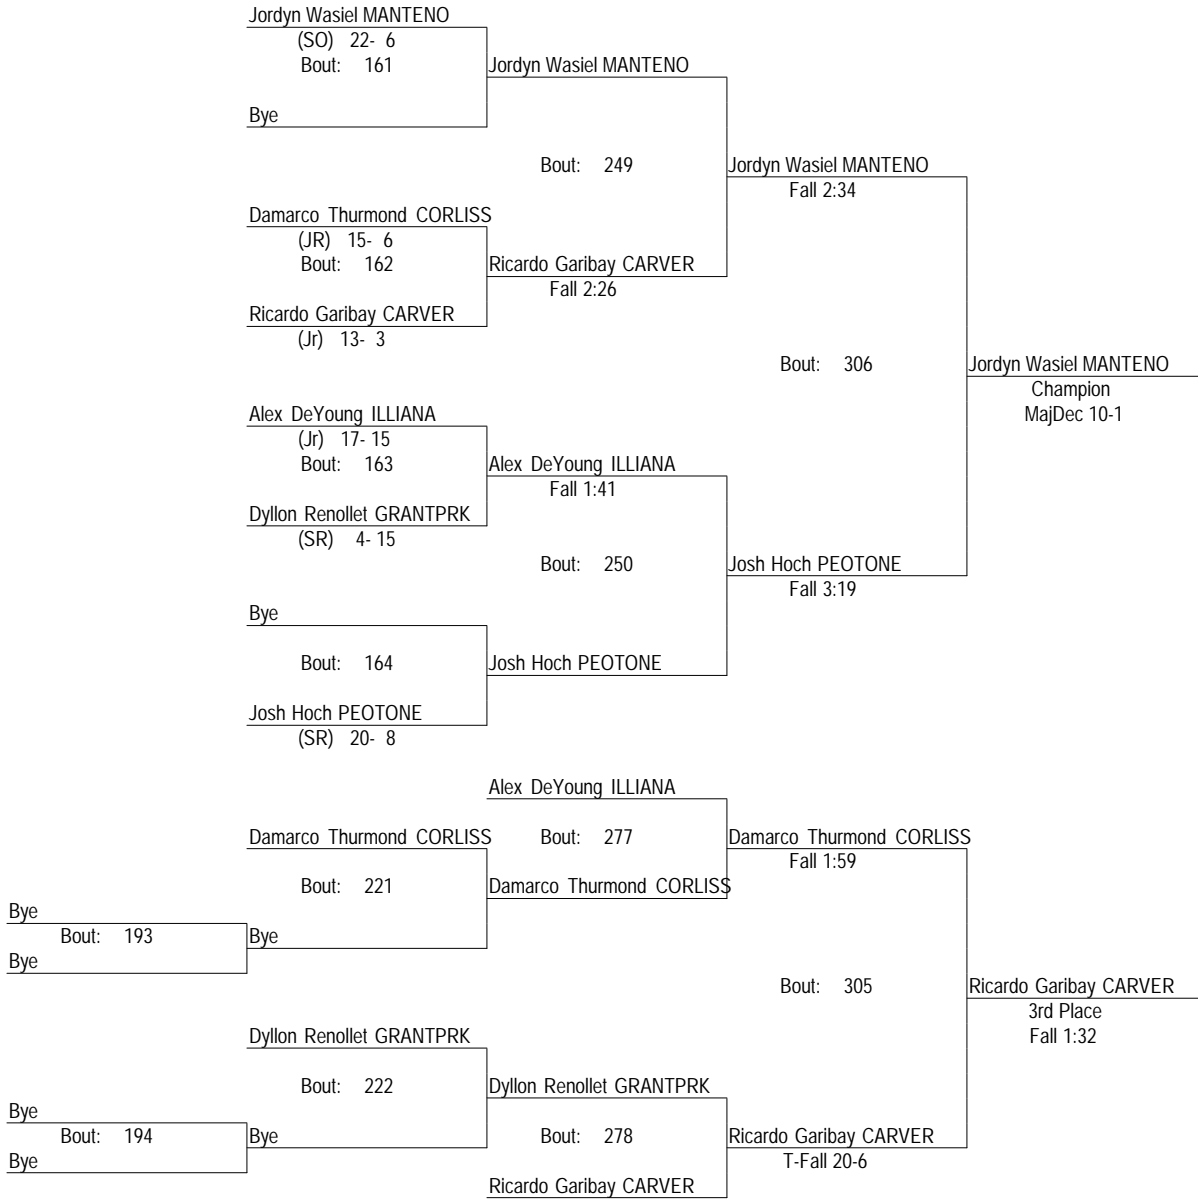 Jordyn Wasiel MANTENO
(SO) 22- 6
Bout: 161
Jordyn Wasiel MANTENO
Bye
Bout: 249
Jordyn Wasiel MANTENO
Fall 2:34
Damarco Thurmond CORLISS
(JR) 15- 6
Bout: 162
Ricardo Garibay CARVER
Fall 2:26
Ricardo Garibay CARVER
(Jr) 13- 3
Bout: 306
Jordyn Wasiel MANTENO
Champion
MajDec 10-1
Alex DeYoung ILLIANA
(Jr) 17- 15
Bout: 163
Alex DeYoung ILLIANA
Fall 1:41
Dyllon Renollet GRANTPRK
(SR) 4- 15
Bout: 250
Josh Hoch PEOTONE
Fall 3:19
Bye
Bout: 164
Josh Hoch PEOTONE
Josh Hoch PEOTONE
(SR) 20- 8
Alex DeYoung ILLIANA
Damarco Thurmond CORLISS
Bout: 277
Damarco Thurmond CORLISS
Fall 1:59
Bout: 221
Damarco Thurmond CORLISS
Bye
Bout: 193
Bye
Bye
Bout: 305
Ricardo Garibay CARVER
3rd Place
Fall 1:32
Dyllon Renollet GRANTPRK
Bout: 222
Dyllon Renollet GRANTPRK
Bye
Bout: 194
Bye
Bout: 278
Ricardo Garibay CARVER
T-Fall 20-6
Bye
Ricardo Garibay CARVER